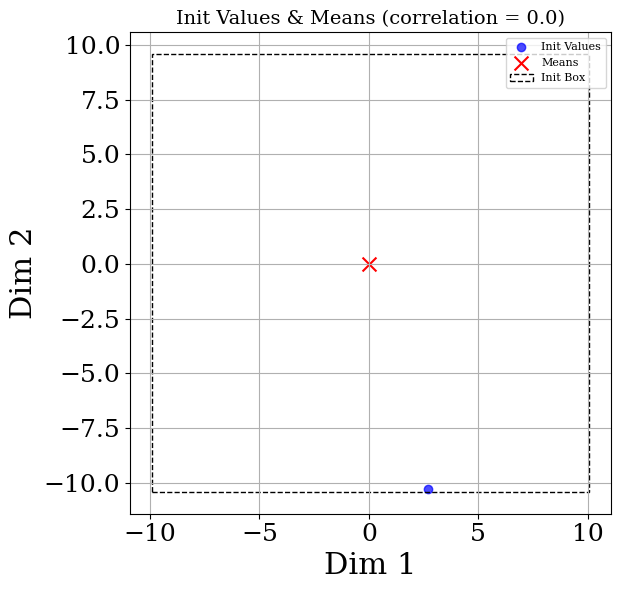 Init Values & Means (correlation = 0.0)
Init Values
Means
Init Box
10.0
7.5
5.0
2.5
0.0
−2.5
−5.0
−7.5
−10.0
Dim 2
−10
−5
0
5
10
Dim 1